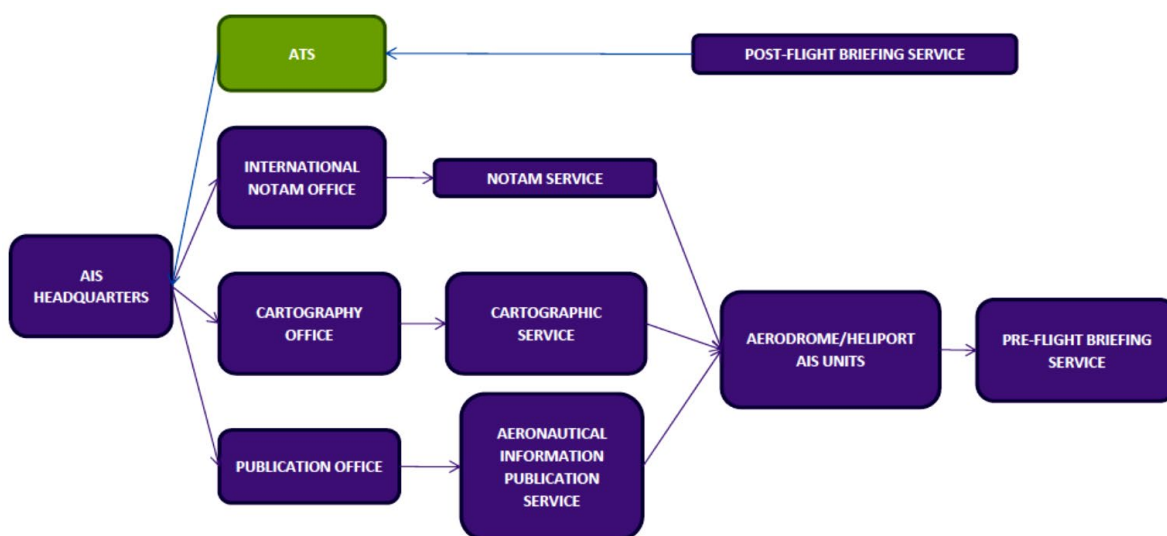 ATS
POST-FLIGHT BRIEFING SERVICE
INTERNATIONAL
NOTAM OFFICE
NOTAM SERVICE
AIS
HEADQUARTERS
CARTOGRAPHY
OFFICE
CARTOGRAPHIC
SERVICE
AERODROME/HELIPORT
AIS UNITS
PRE-FLIGHT BRIEFING
SERVICE
PUBLICATION OFFICE
AERONAUTICAL
INFORMATION
PUBLICATION
SERVICE